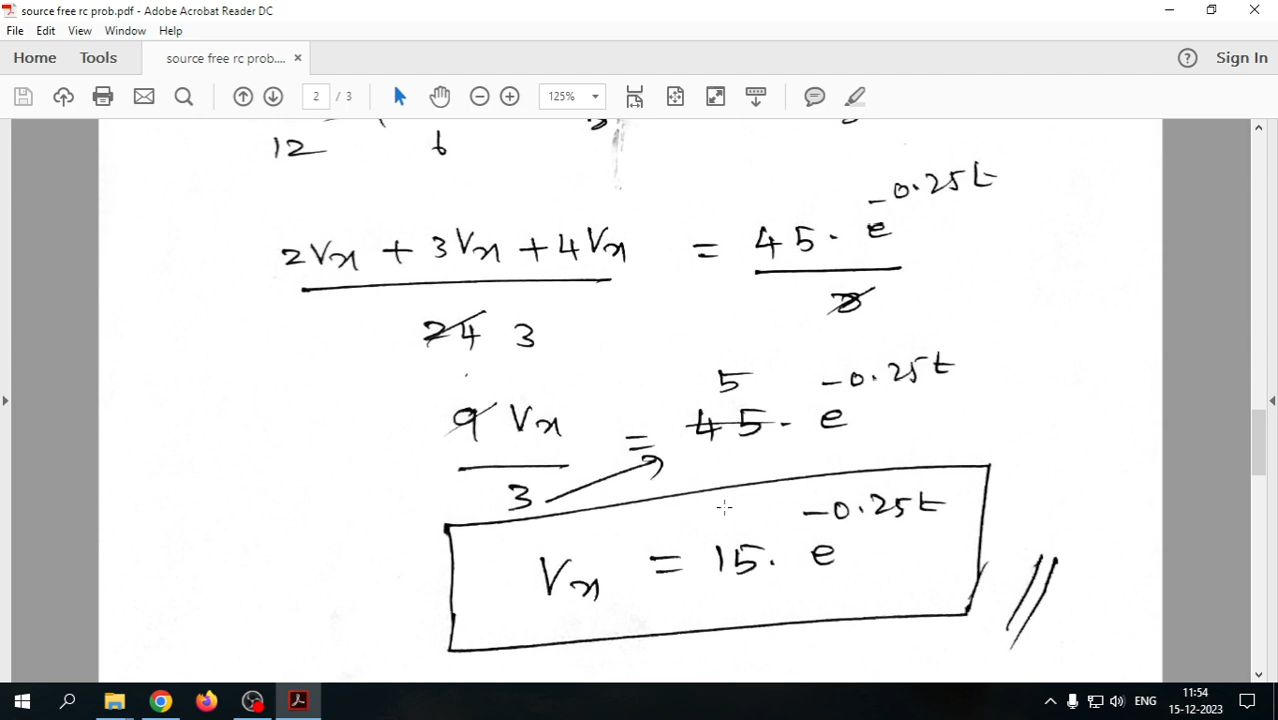 source free rc prob.pdf - Adobe Acrobat Reader DC
File Edit View Window Help
Home Tools source free rc prob.... × Sign In
2 / 3 125%
12 6
2Vx + 3Vx + 4Vx = 45. e^-0.25t
24 3 8
5
9 Vx = 45. e^-0.25t
3
Vx = 15. e^-0.25t
ENG 11:54
15-12-2023